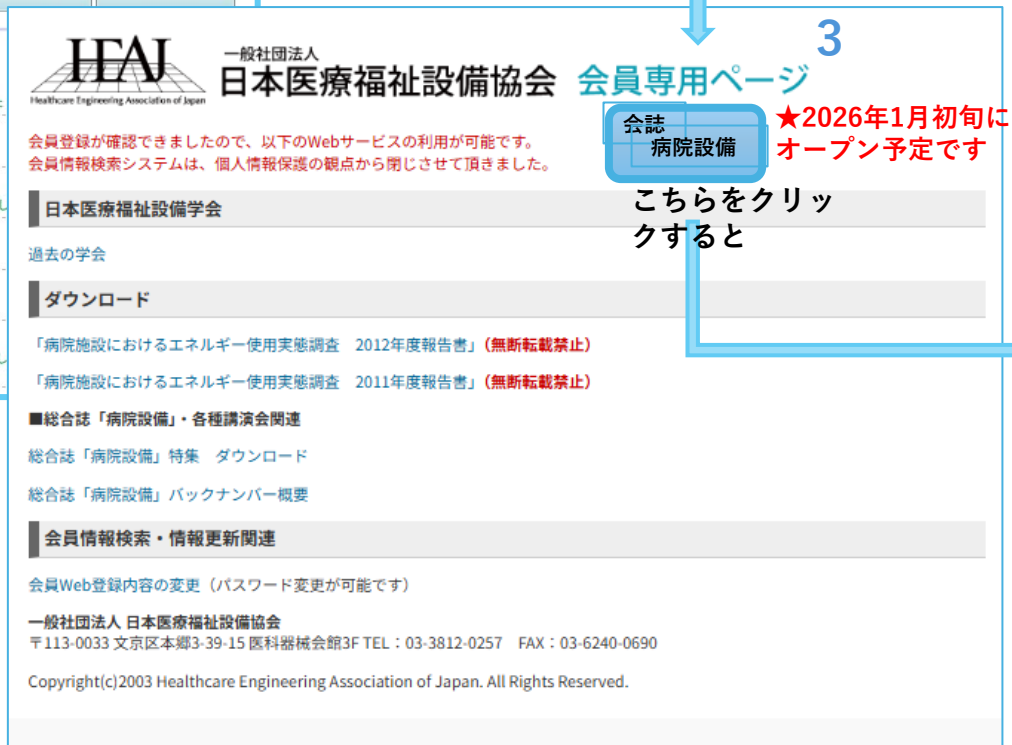 3
HEAJ
Healthcare Engineering Association of Japan
一般社団法人
日本医療福祉設備協会 会員専用ページ
会誌
病院設備
★2026年1月初旬に
オープン予定です
会員登録が確認できましたので、以下のWebサービスの利用が可能です。
会員情報検索システムは、個人情報保護の観点から閉じさせて頂きました。
こちらをクリッ
クすると
日本医療福祉設備学会
過去の学会
ダウンロード
「病院施設におけるエネルギー使用実態調査　2012年度報告書」(無断転載禁止)
「病院施設におけるエネルギー使用実態調査　2011年度報告書」(無断転載禁止)
■総合誌「病院設備」・各種講演会関連
総合誌「病院設備」特集　ダウンロード
総合誌「病院設備」バックナンバー概要
会員情報検索・情報更新関連
会員Web登録内容の変更（パスワード変更が可能です）
一般社団法人 日本医療福祉設備協会
〒113-0033 文京区本郷3-39-15 医科器械会館3F TEL：03-3812-0257　FAX：03-6240-0690
Copyright(c)2003 Healthcare Engineering Association of Japan. All Rights Reserved.